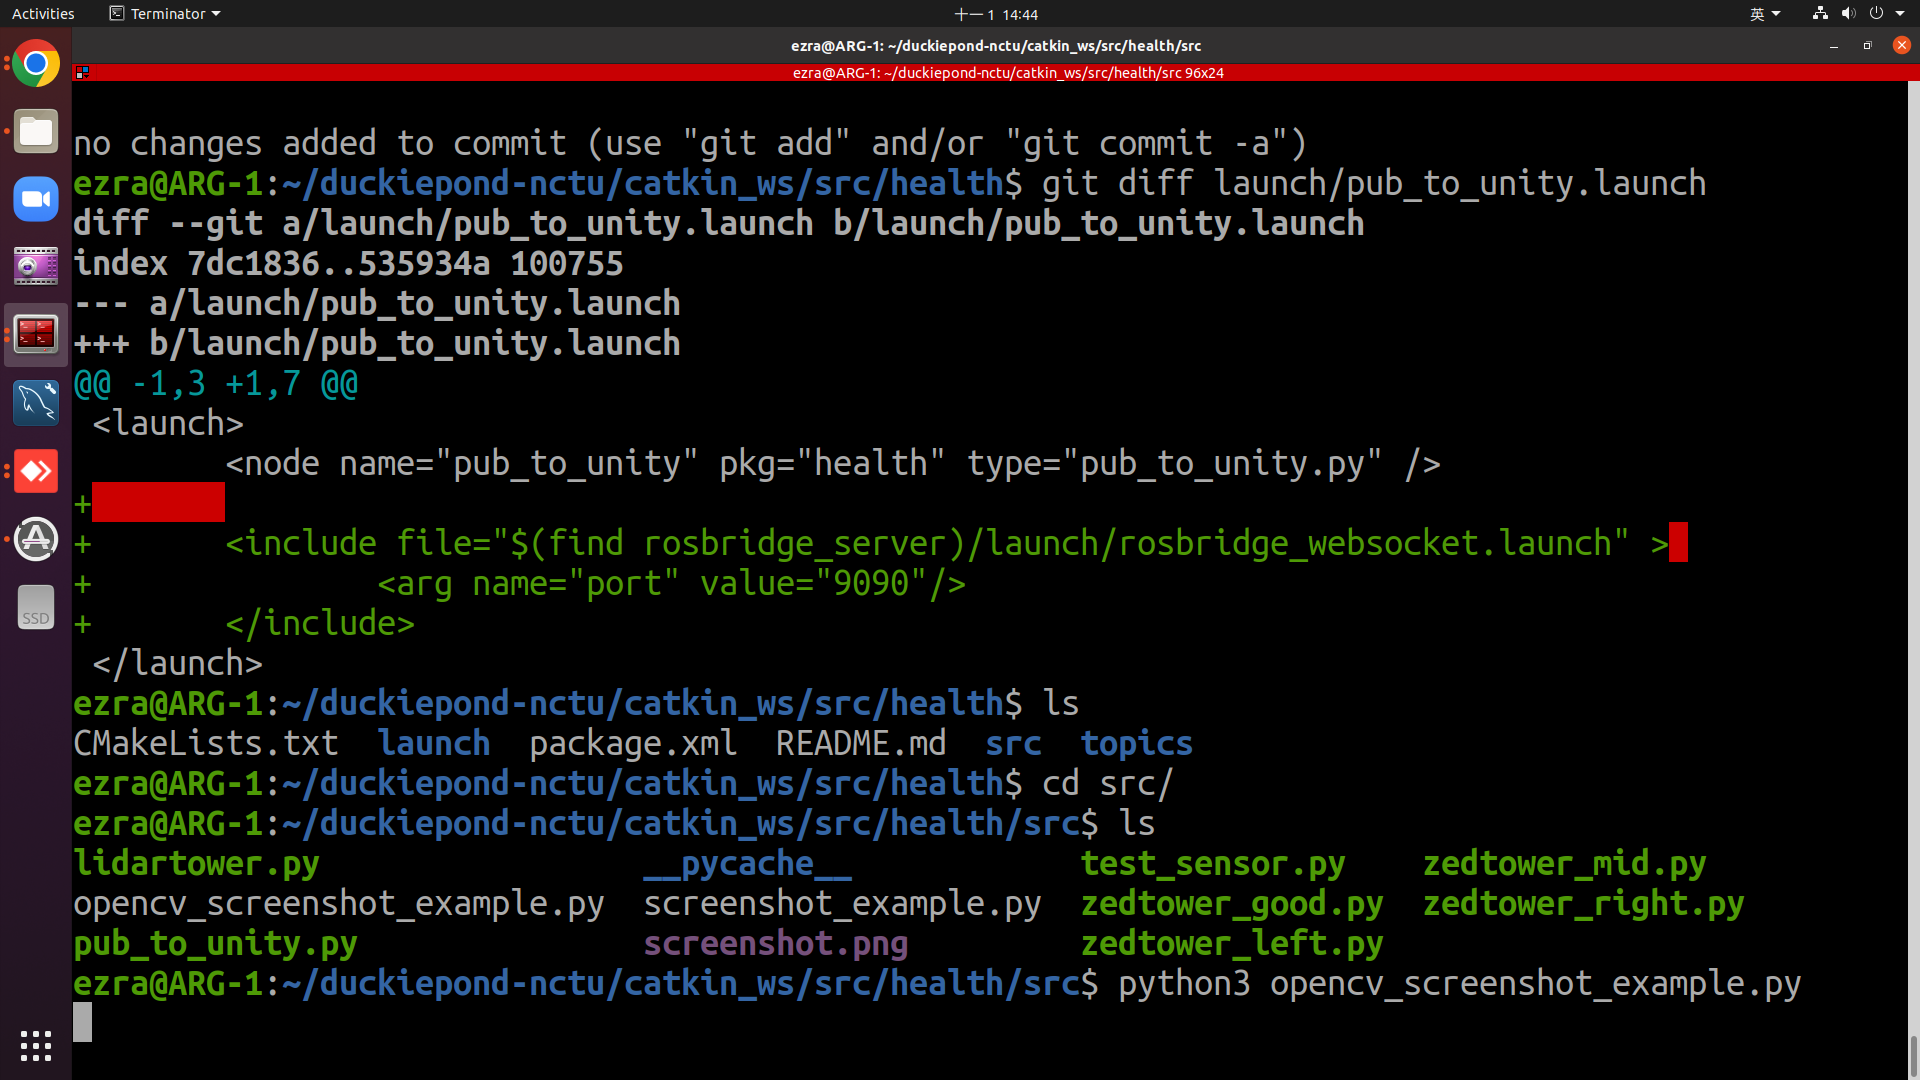 Activities
Terminator
十一 1 14:44
英
ezra@ARG-1: ~/duckiepond-nctu/catkin_ws/src/health/src
ezra@ARG-1: ~/duckiepond-nctu/catkin_ws/src/health/src 96x24
no changes added to commit (use "git add" and/or "git commit -a")
ezra@ARG-1:~/duckiepond-nctu/catkin_ws/src/health$ git diff launch/pub_to_unity.launch
diff --git a/launch/pub_to_unity.launch b/launch/pub_to_unity.launch
index 7dc1836..535934a 100755
--- a/launch/pub_to_unity.launch
+++ b/launch/pub_to_unity.launch
@@ -1,3 +1,7 @@
 <launch>
        <node name="pub_to_unity" pkg="health" type="pub_to_unity.py" />
+
+       <include file="$(find rosbridge_server)/launch/rosbridge_websocket.launch" >
+               <arg name="port" value="9090"/>
+       </include>
 </launch>
ezra@ARG-1:~/duckiepond-nctu/catkin_ws/src/health$ ls
CMakeLists.txt  launch  package.xml  README.md  src  topics
ezra@ARG-1:~/duckiepond-nctu/catkin_ws/src/health$ cd src/
ezra@ARG-1:~/duckiepond-nctu/catkin_ws/src/health/src$ ls
lidartower.py                 __pycache__            test_sensor.py    zedtower_mid.py
opencv_screenshot_example.py  screenshot_example.py  zedtower_good.py  zedtower_right.py
pub_to_unity.py               screenshot.png         zedtower_left.py
ezra@ARG-1:~/duckiepond-nctu/catkin_ws/src/health/src$ python3 opencv_screenshot_example.py
SSD